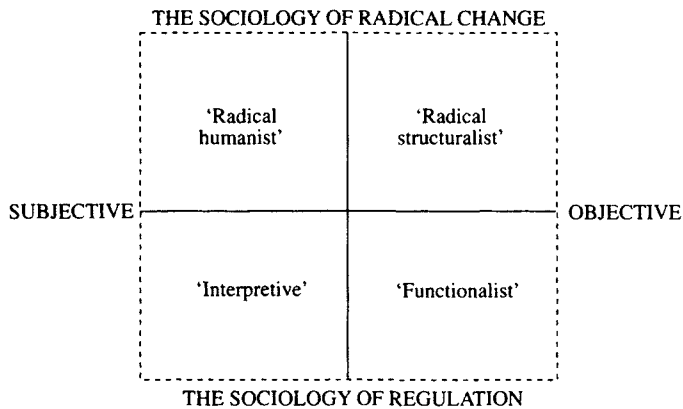 THE SOCIOLOGY OF RADICAL CHANGE
‘Radical
humanist’
‘Radical
structuralist’
SUBJECTIVE
OBJECTIVE
‘Interpretive’
‘Functionalist’
THE SOCIOLOGY OF REGULATION